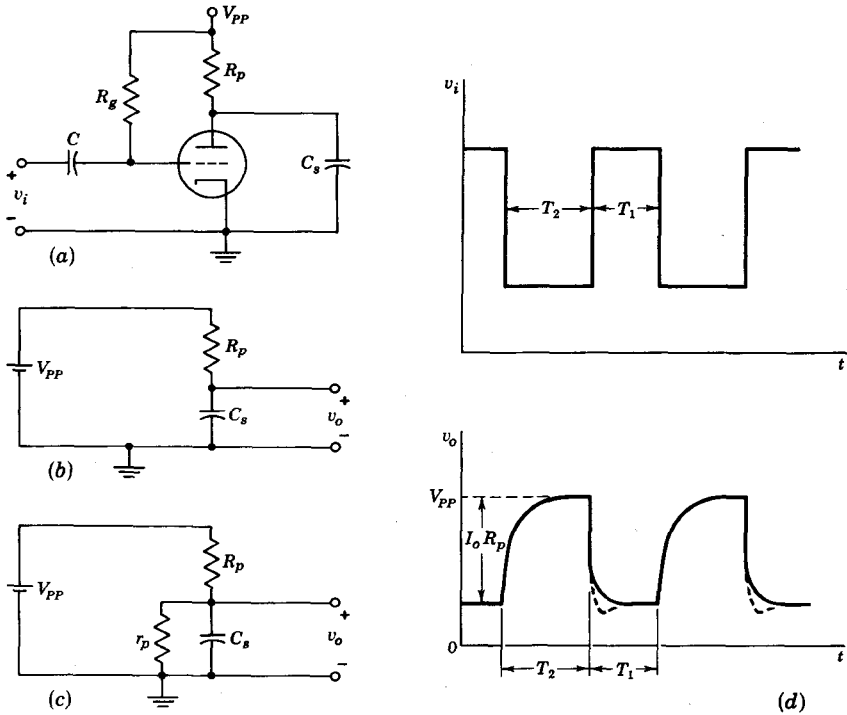 V_PP
R_p
R_g
C
C_s
+
v_i
−
(a)
V_PP
R_p
C_s
+
v_o
−
(b)
V_PP
R_p
r_p
C_s
+
v_o
−
(c)
v_i
T_2
T_1
t
v_o
V_PP
I_o R_p
0
T_2
T_1
t
(d)